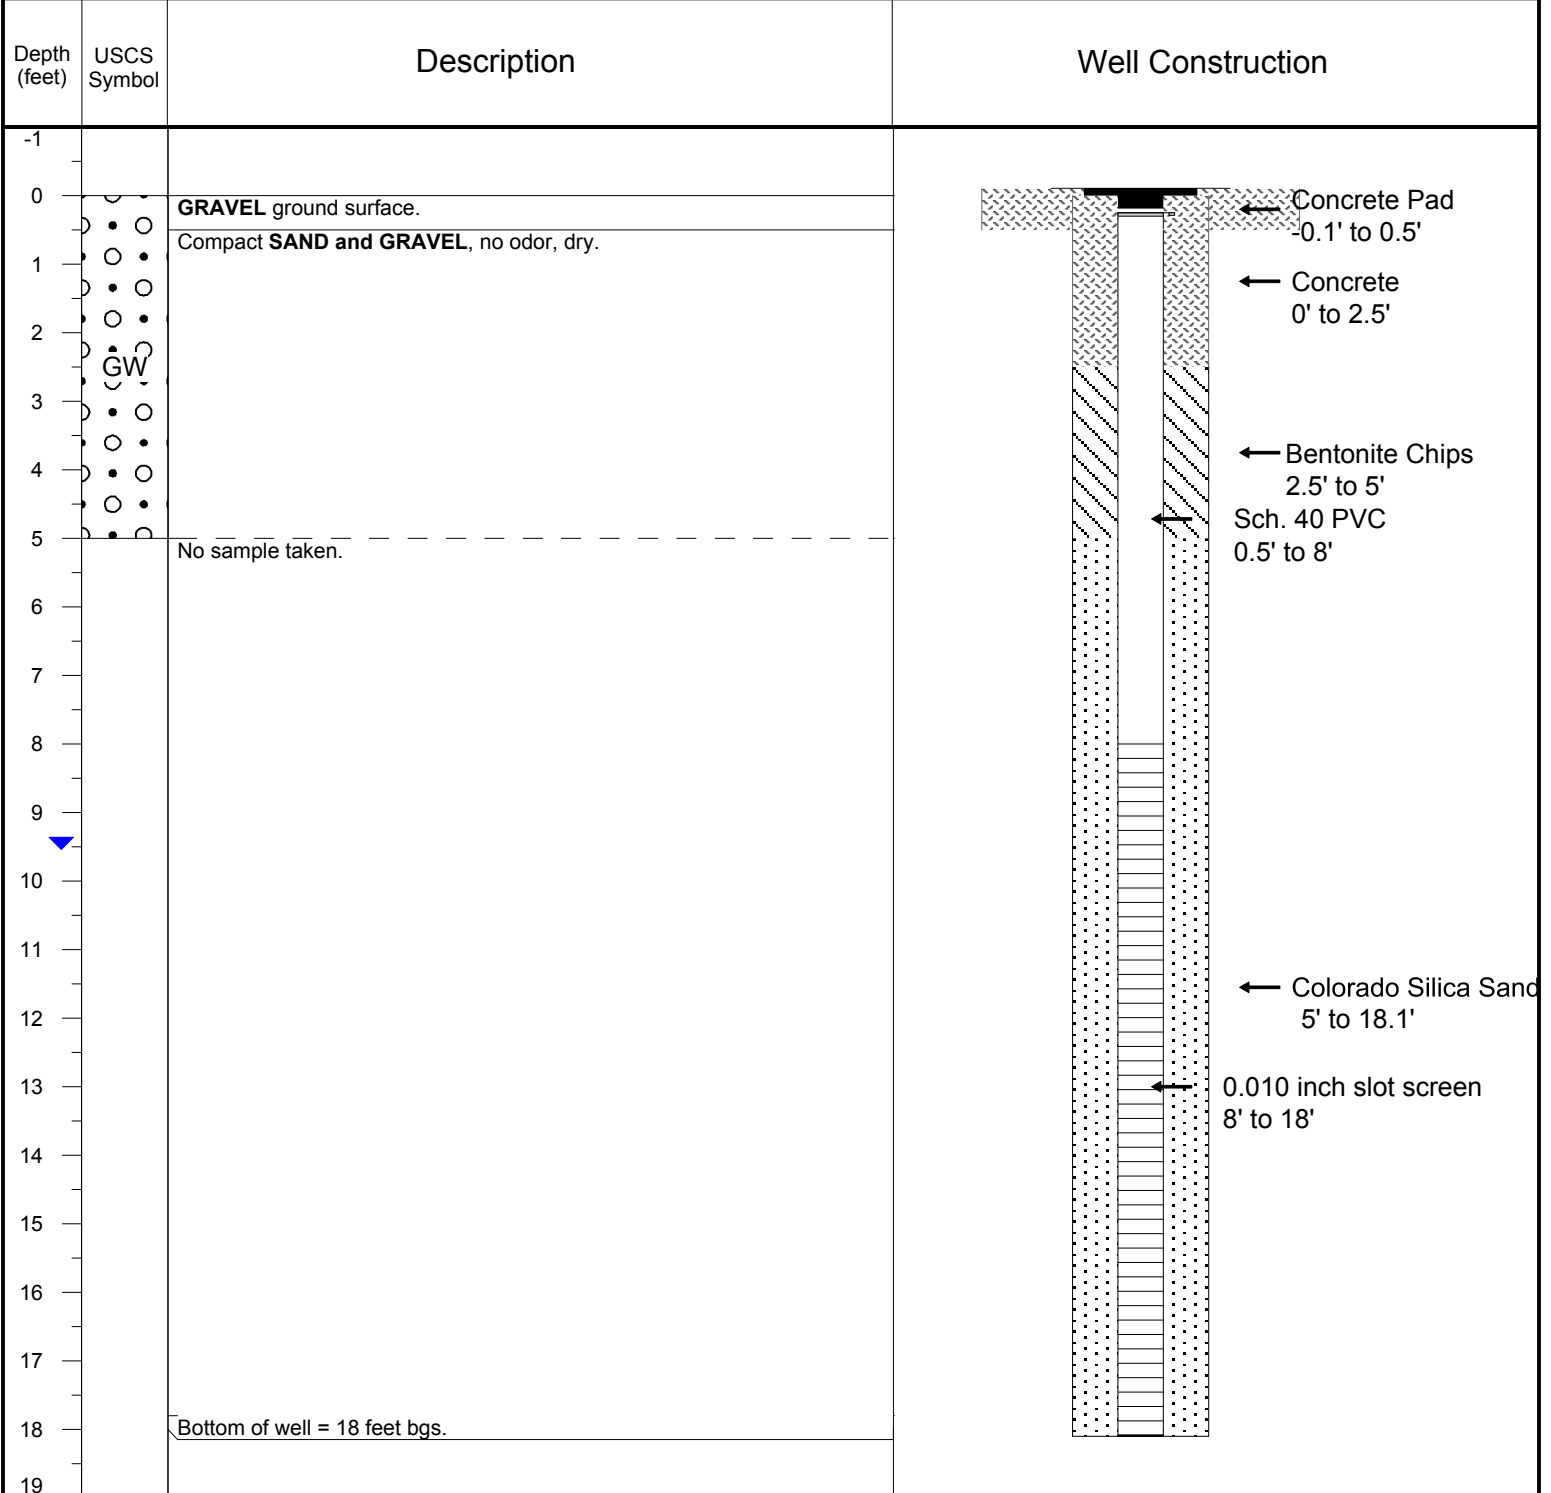 Depth
(feet)
USCS
Symbol
Description
Well Construction
-1
0
GRAVEL ground surface.
Concrete Pad
-0.1' to 0.5'
Compact SAND and GRAVEL, no odor, dry.
1
Concrete
0' to 2.5'
2
GW
3
4
Bentonite Chips
2.5' to 5'
Sch. 40 PVC
0.5' to 8'
5
No sample taken.
6
7
8
9
10
11
Colorado Silica Sand
5' to 18.1'
12
13
0.010 inch slot screen
8' to 18'
14
15
16
17
18
Bottom of well = 18 feet bgs.
19